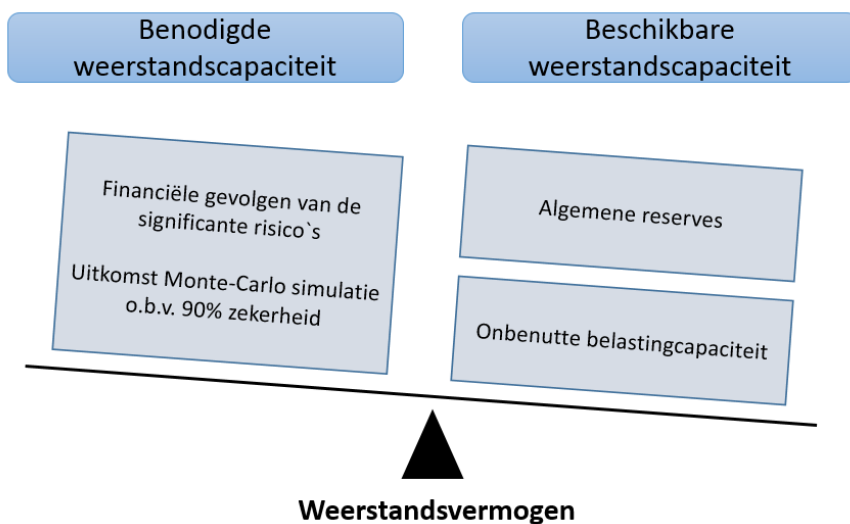 Benodigde
weerstandscapaciteit
Beschikbare
weerstandscapaciteit
Financiële gevolgen van de
significante risico`s
Uitkomst Monte-Carlo simulatie
o.b.v. 90% zekerheid
Algemene reserves
Onbenutte belastingcapaciteit
Weerstandsvermogen